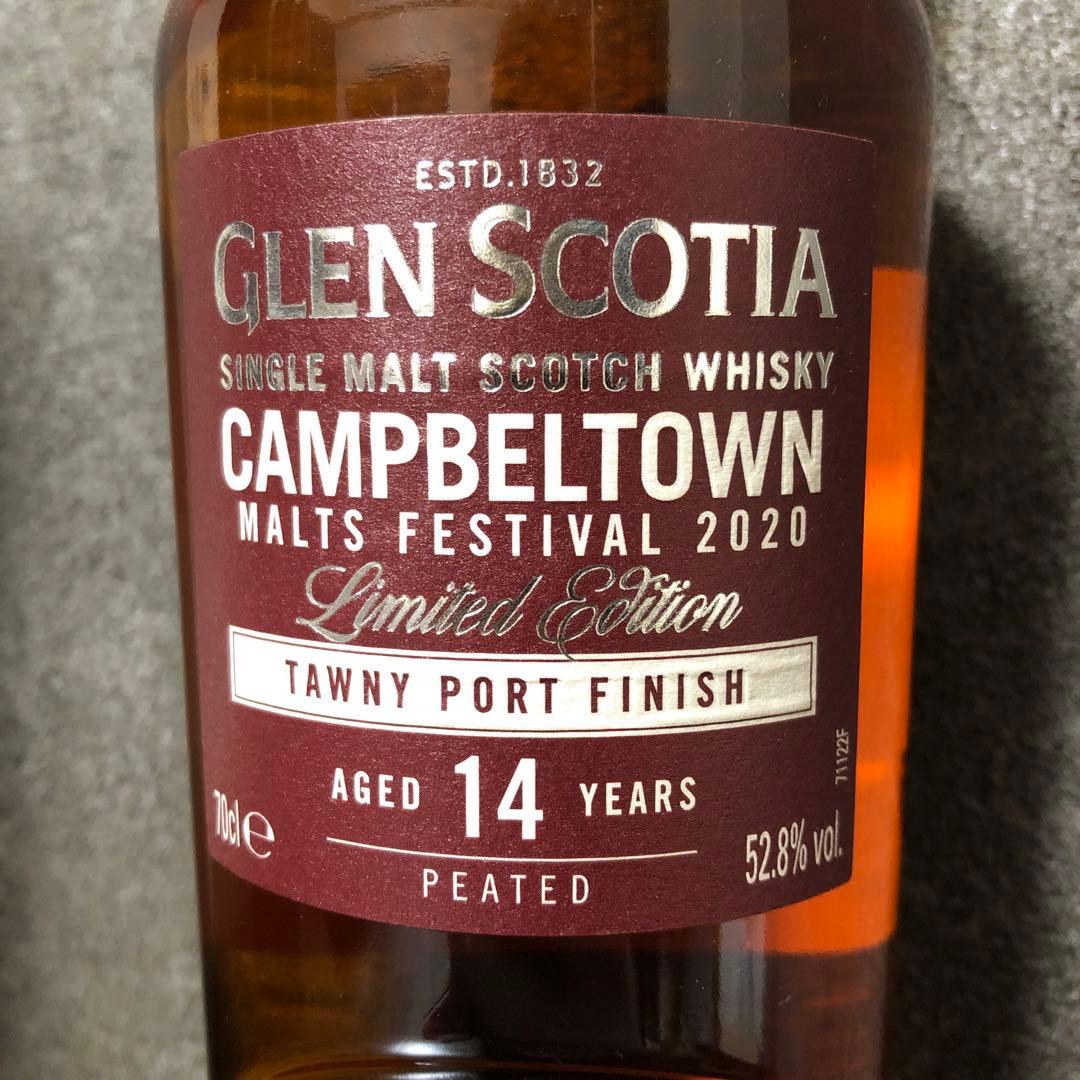 ESTD.1832
GLEN SCOTIA
SINGLE MALT SCOTCH WHISKY
CAMPBELTOWN
MALTS FESTIVAL 2020
Limited Edition
TAWNY PORT FINISH
AGED 14 YEARS
70cl e
52.8% vol.
PEATED
71122F